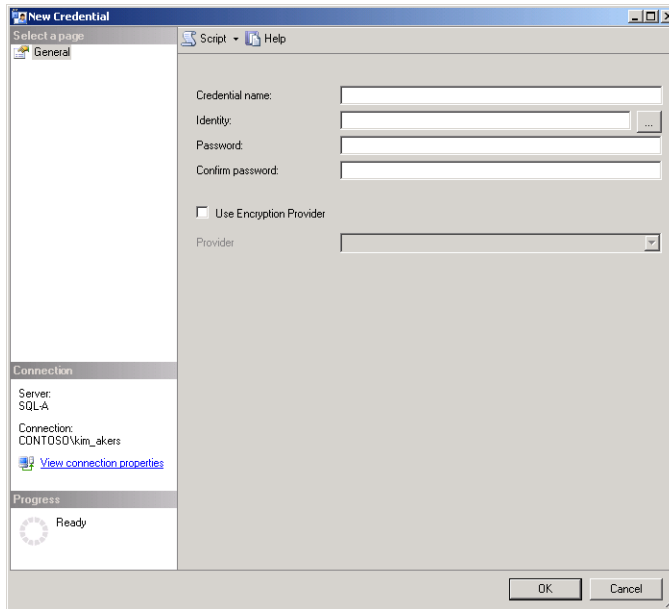 New Credential
Select a page
General
Script Help
Credential name:
Identity:
...
Password:
Confirm password:
Use Encryption Provider
Provider
Connection
Server:
SQL-A
Connection:
CONTOSO\kim_akers
View connection properties
Progress
Ready
OK Cancel